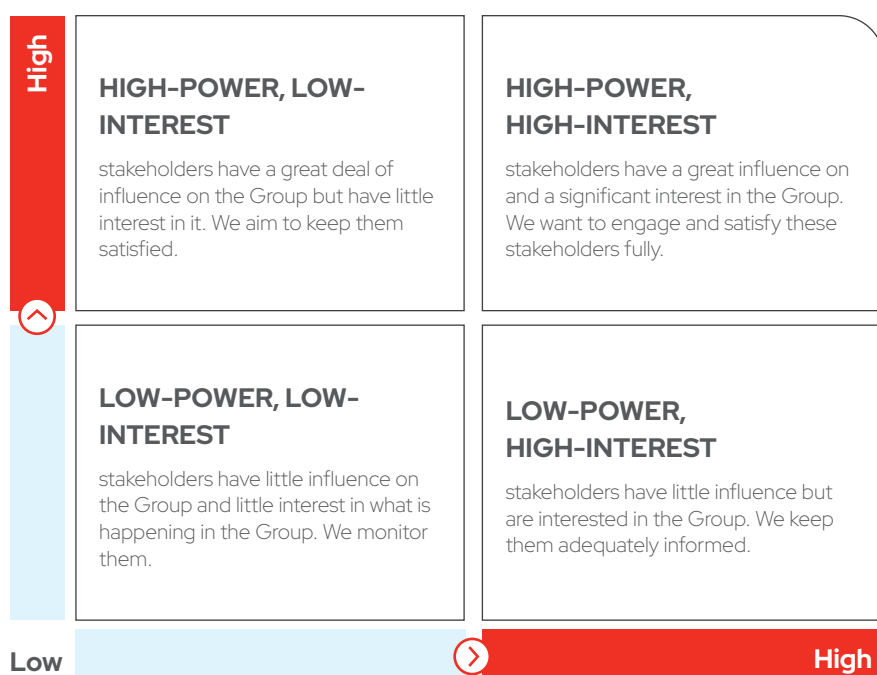 High
HIGH-POWER, LOW-
INTEREST
stakeholders have a great deal of
influence on the Group but have little
interest in it. We aim to keep them
satisfied.
HIGH-POWER,
HIGH-INTEREST
stakeholders have a great influence on
and a significant interest in the Group.
We want to engage and satisfy these
stakeholders fully.
LOW-POWER, LOW-
INTEREST
stakeholders have little influence on
the Group and little interest in what is
happening in the Group. We monitor
them.
LOW-POWER,
HIGH-INTEREST
stakeholders have little influence but
are interested in the Group. We keep
them adequately informed.
Low
High